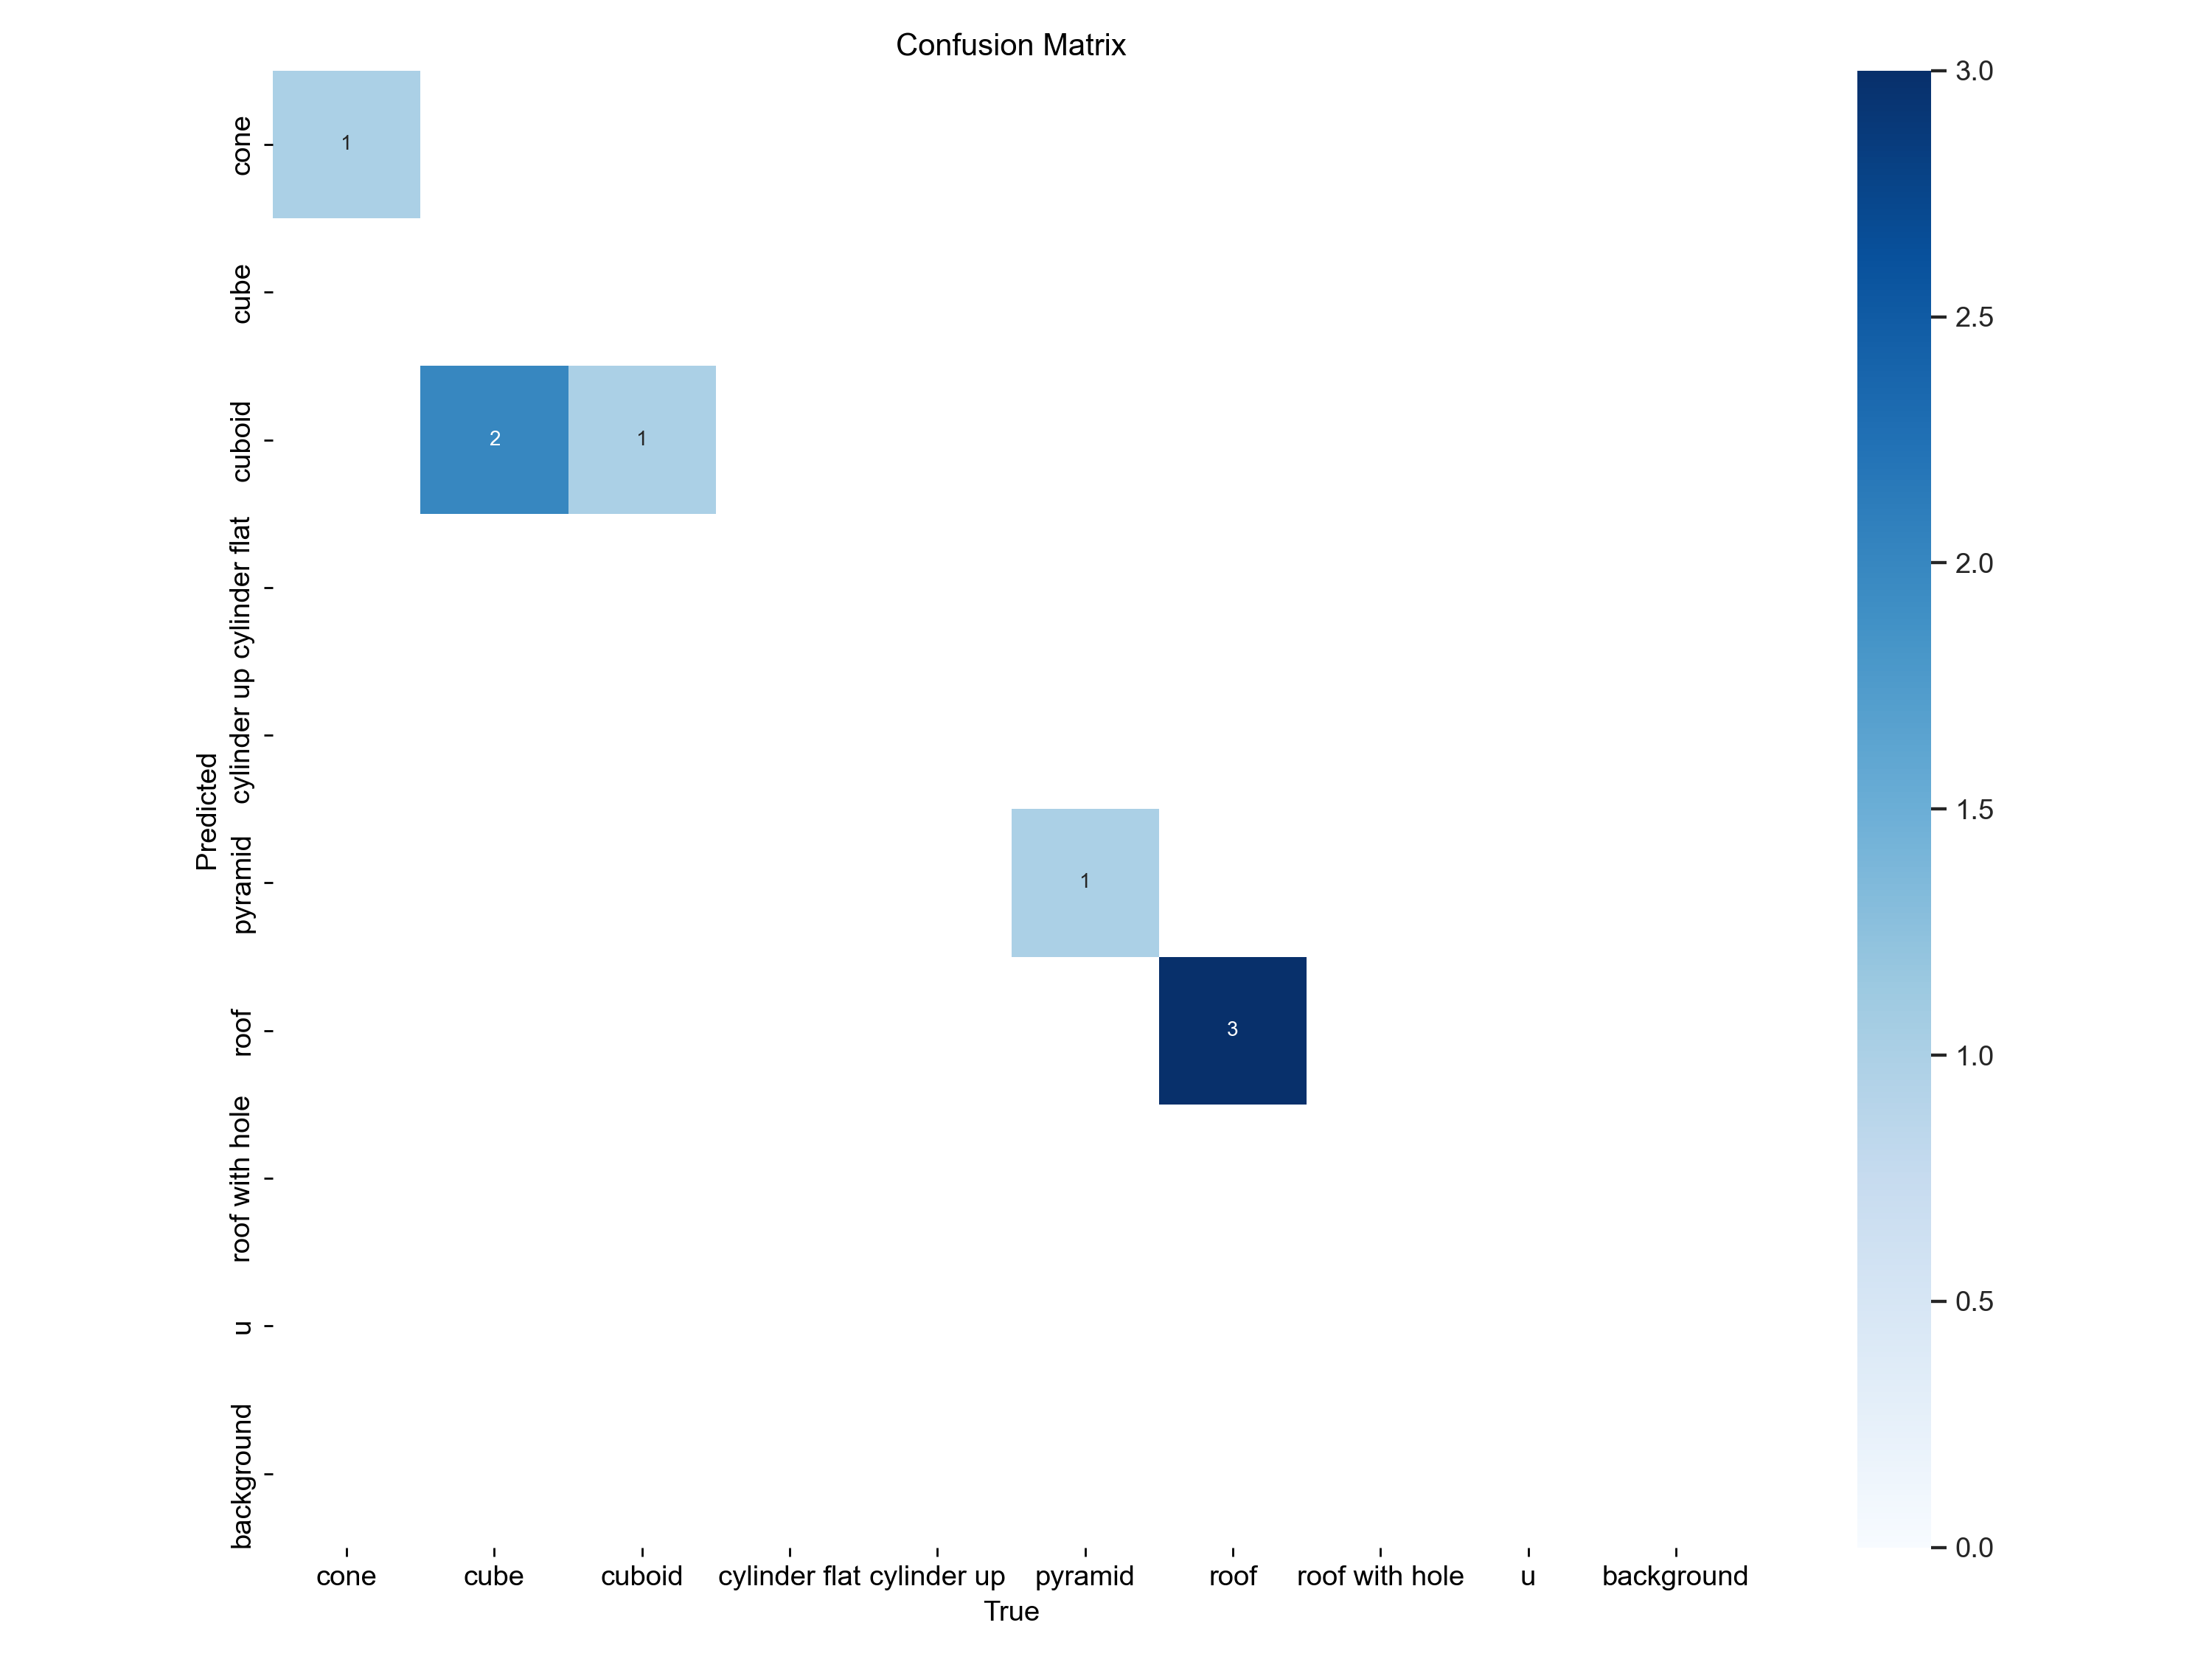 Confusion Matrix
cone
cube
cuboid
cylinder flat
cylinder up
pyramid
roof
roof with hole
u
background
Predicted
1
2
1
1
3
3.0
2.5
2.0
1.5
1.0
0.5
0.0
cone cube cuboid cylinder flat cylinder up pyramid roof roof with hole u background
True